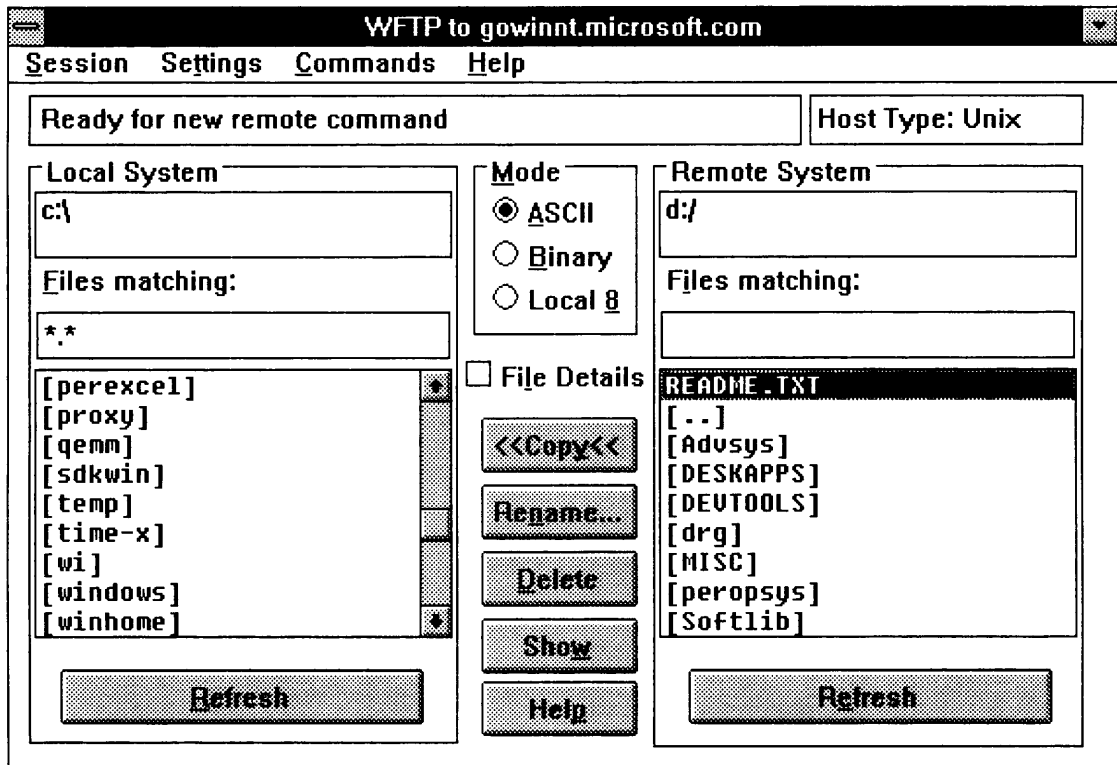 WFTP to gowinnt.microsoft.com
Session Settings Commands Help
Ready for new remote command
Host Type: Unix
Local System
c:\
Files matching:
*.*
[perexcel]
[proxy]
[qemm]
[sdkwin]
[temp]
[time-x]
[wi]
[windows]
[winhome]
Refresh
Mode
ASCII
Binary
Local 8
File Details
<<Copy<<
Rename...
Delete
Show
Help
Remote System
d:/
Files matching:
README.TXT
[..]
[Advsys]
[DESKAPPS]
[DEVTOOLS]
[drg]
[MISC]
[peropsys]
[Softlib]
Refresh